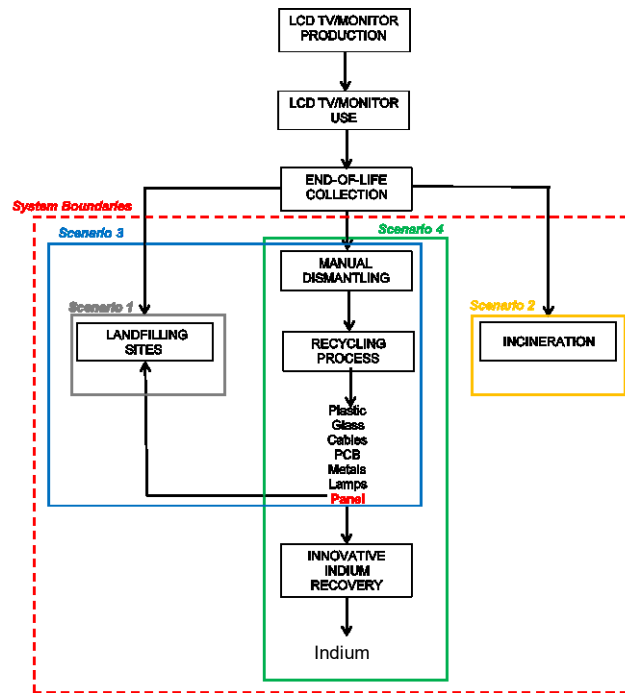 LCD TV/MONITOR
PRODUCTION
LCD TV/MONITOR
USE
END-OF-LIFE
COLLECTION
System Boundaries
Scenario 3
Scenario 4
MANUAL
DISMANTLING
Scenario 1
Scenario 2
LANDFILLING
SITES
RECYCLING
PROCESS
INCINERATION
Plastic
Glass
Cables
PCB
Metals
Lamps
Panel
INNOVATIVE
INDIUM
RECOVERY
Indium